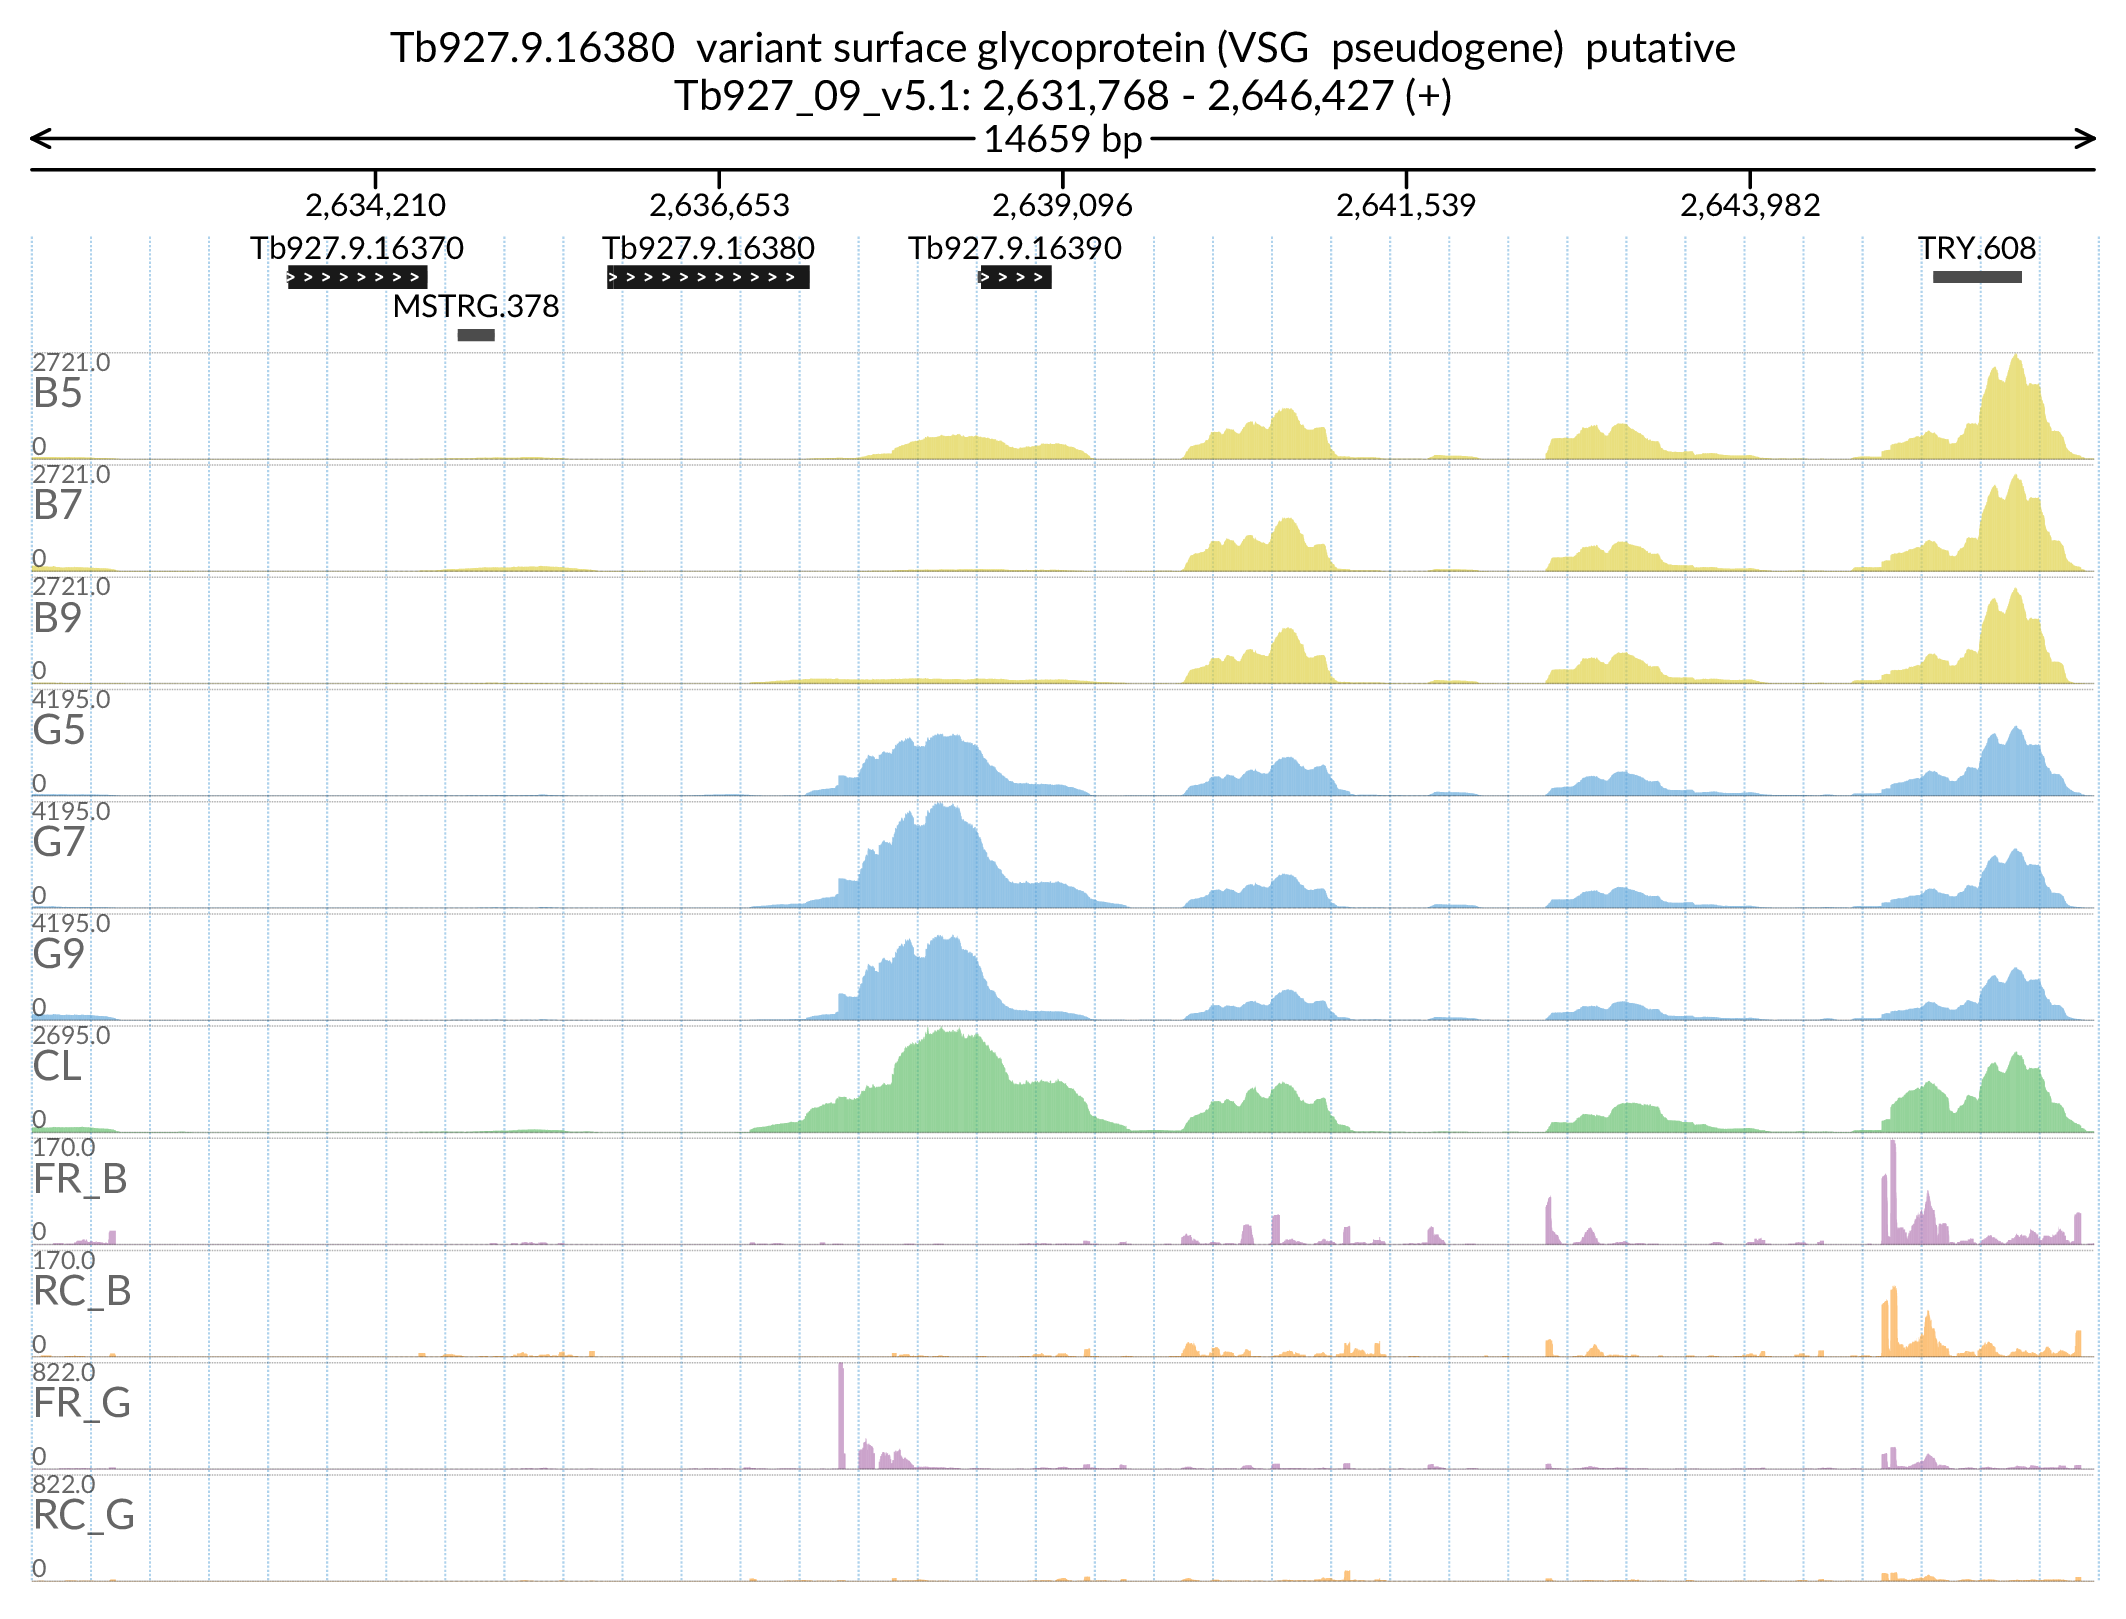 Tb927.9.16380 variant surface glycoprotein (VSG pseudogene) putative
Tb927_09_v5.1: 2,631,768 - 2,646,427 (+)
14659 bp
2,634,210 2,636,653 2,639,096 2,641,539 2,643,982
Tb927.9.16370 Tb927.9.16380 Tb927.9.16390 TRY.608
MSTRG.378
2721.0
B5
0
2721.0
B7
0
2721.0
B9
0
4195.0
G5
0
4195.0
G7
0
4195.0
G9
0
2695.0
CL
0
170.0
FR_B
0
170.0
RC_B
0
822.0
FR_G
0
822.0
RC_G
0